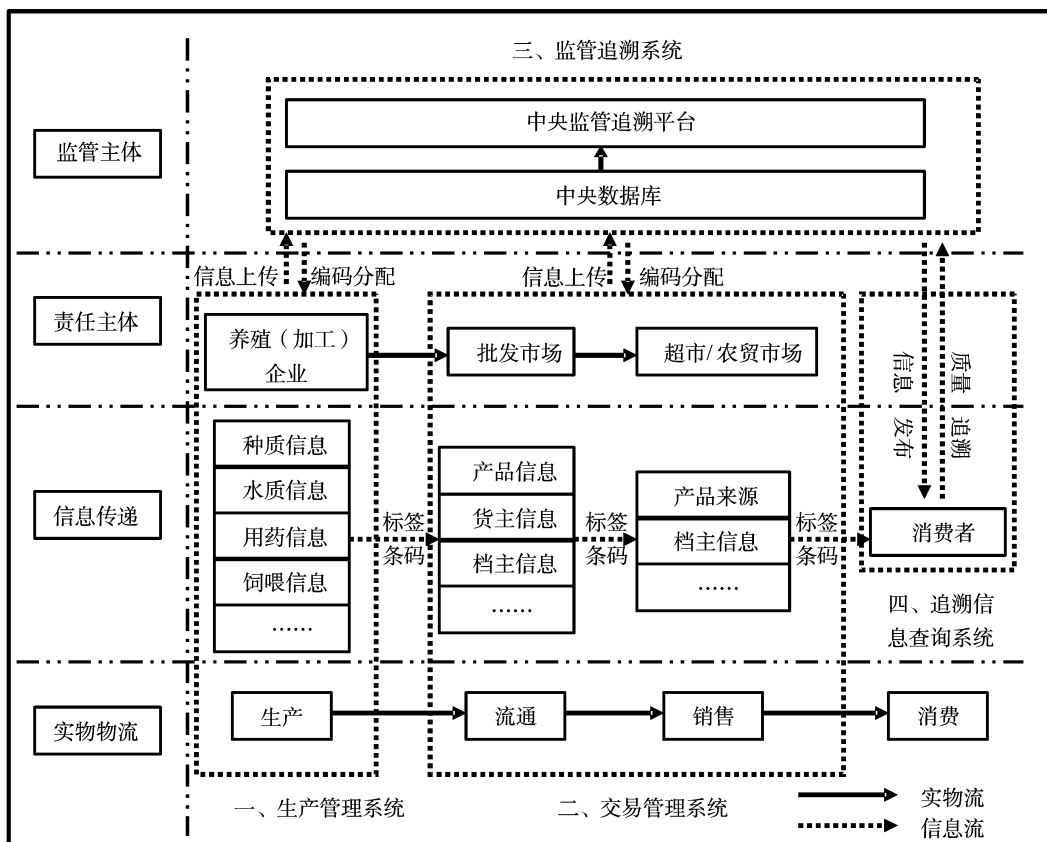 三、监管追溯系统
中央监管追溯平台
监管主体
中央数据库
信息上传
编码分配
信息上传
编码分配
责任主体
养殖（加工）
企业
批发市场
超市/农贸市场
信息发布
质量追溯
信息传递
种质信息
水质信息
用药信息
饲喂信息
……
标签
条码
产品信息
货主信息
档主信息
……
标签
条码
产品来源
档主信息
……
标签
条码
消费者
四、追溯信
息查询系统
实物物流
生产
流通
销售
消费
一、生产管理系统
二、交易管理系统
实物流
信息流